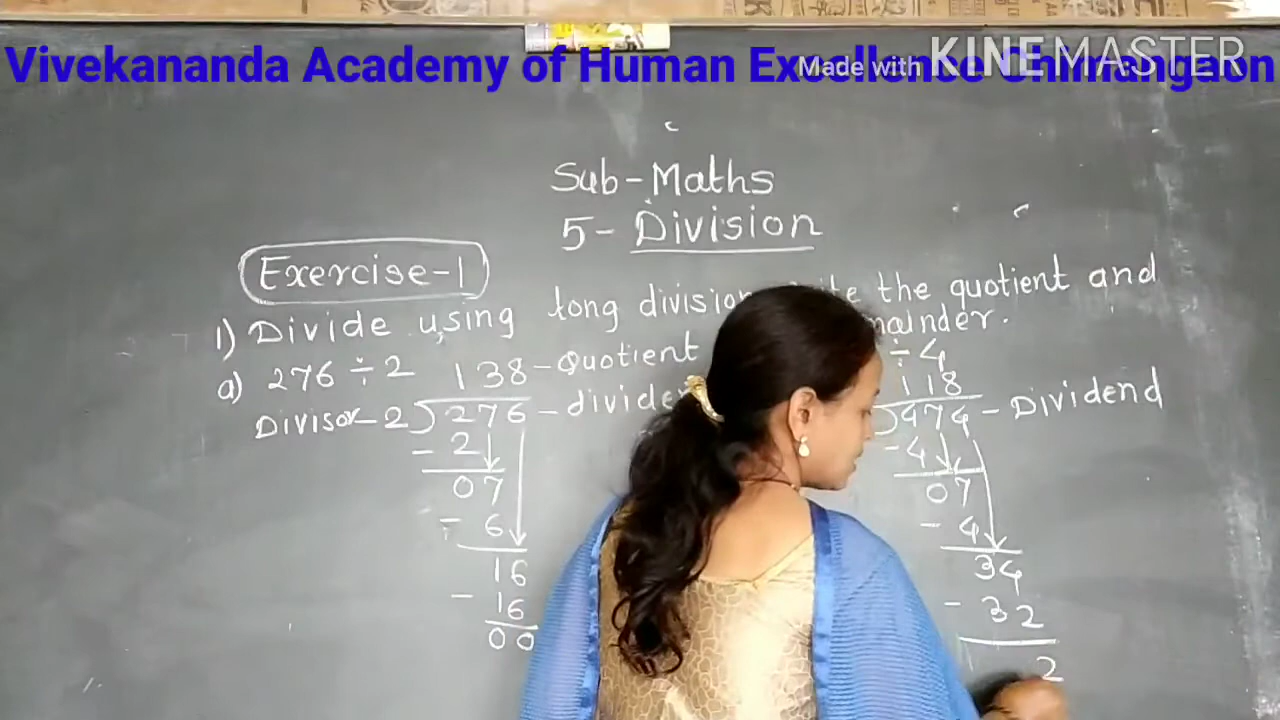 Vivekananda Academy of Human Excellence Chimangaon
Made with KINEMASTER
Sub-Maths
5- Division
Exercise-1
1) Divide using long division the quotient and
a) 276 ÷ 2
÷ 4
138 - Quotient
118
Divisor - 2 ) 276
474 - Dividend
- 2
- 4
07
07
- 6
- 4
16
34
- 16
- 32
00
2